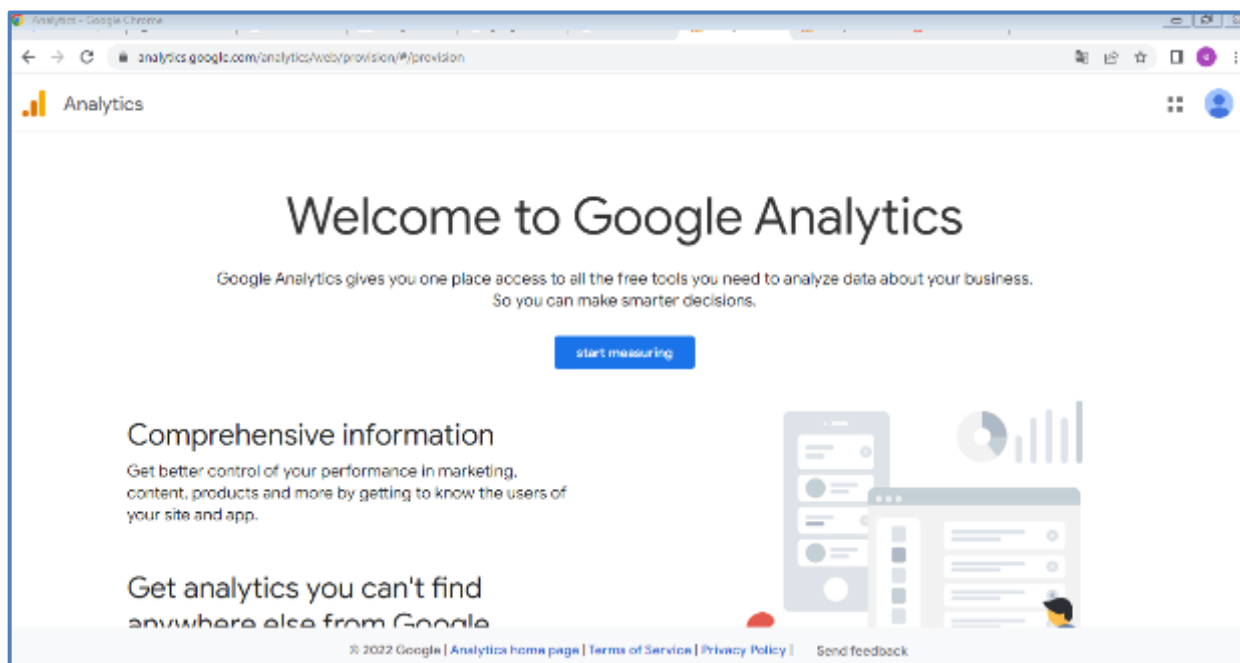 Analytics - Google Chrome
analytics.google.com/analytics/web/provision/#/provision
Analytics
Welcome to Google Analytics
Google Analytics gives you one place access to all the free tools you need to analyze data about your business.
So you can make smarter decisions.
start measuring
Comprehensive information
Get better control of your performance in marketing,
content, products and more by getting to know the users of
your site and app.
Get analytics you can't find
anywhere else from Google
© 2022 Google | Analytics home page | Terms of Service | Privacy Policy | Send feedback